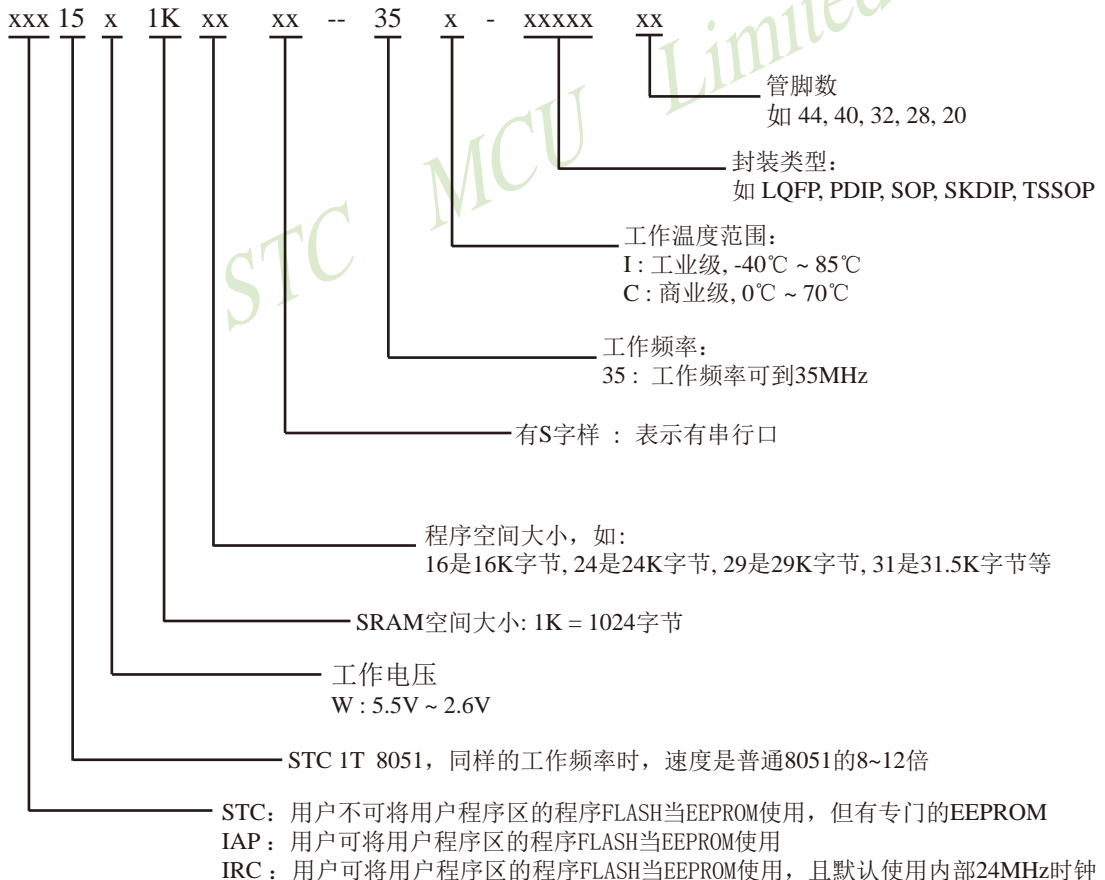 xxx 15 x 1K xx xx -- 35 x - xxxxx xx
管脚数
如 44, 40, 32, 28, 20
封装类型：
如 LQFP, PDIP, SOP, SKDIP, TSSOP
工作温度范围：
I : 工业级, -40℃ ~ 85℃
C : 商业级, 0℃ ~ 70℃
工作频率：
35 : 工作频率可到35MHz
有S字样 : 表示有串行口
程序空间大小，如:
16是16K字节, 24是24K字节, 29是29K字节, 31是31.5K字节等
SRAM空间大小: 1K = 1024字节
工作电压
W : 5.5V ~ 2.6V
STC 1T 8051，同样的工作频率时，速度是普通8051的8~12倍
STC：用户不可将用户程序区的程序FLASH当EEPROM使用，但有专门的EEPROM
IAP：用户可将用户程序区的程序FLASH当EEPROM使用
IRC：用户可将用户程序区的程序FLASH当EEPROM使用，且默认使用内部24MHz时钟
STC MCU Limited